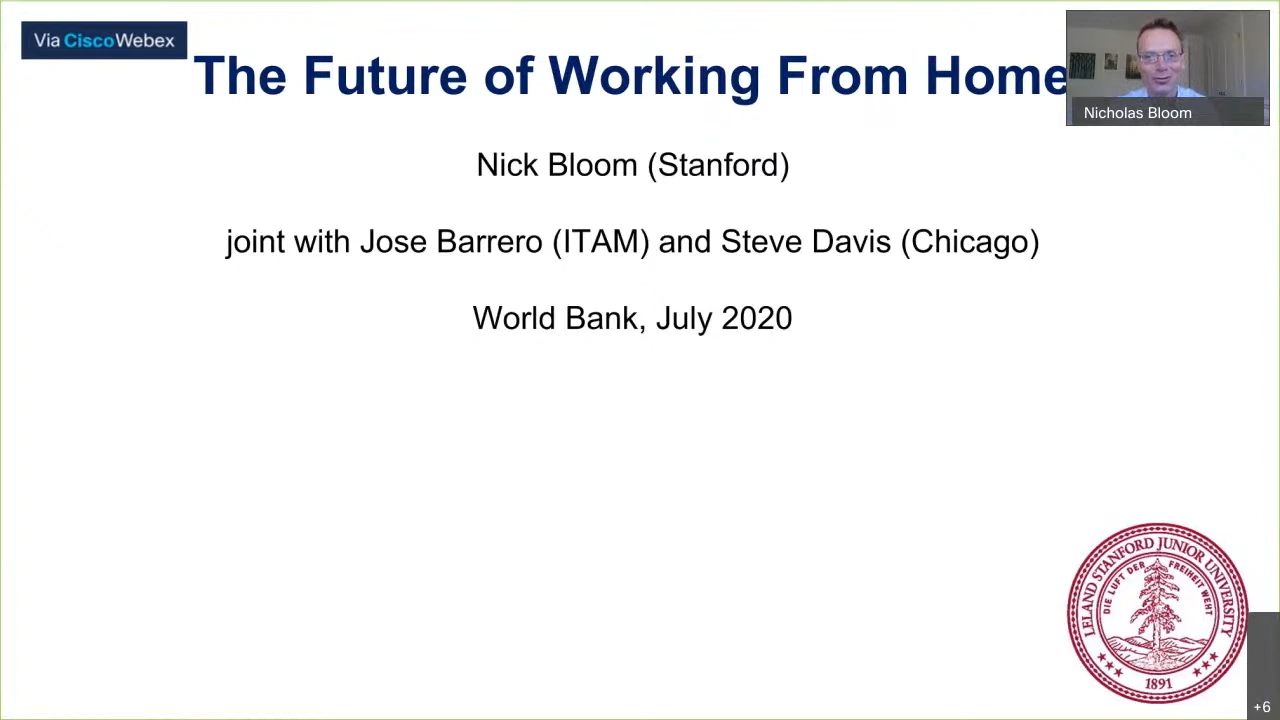 Via CiscoWebex
The Future of Working From Home
Nicholas Bloom
Nick Bloom (Stanford)
joint with Jose Barrero (ITAM) and Steve Davis (Chicago)
World Bank, July 2020
LELAND STANFORD JUNIOR UNIVERSITY
DIE LUFT DER FREIHEIT WEHT
1891
+6